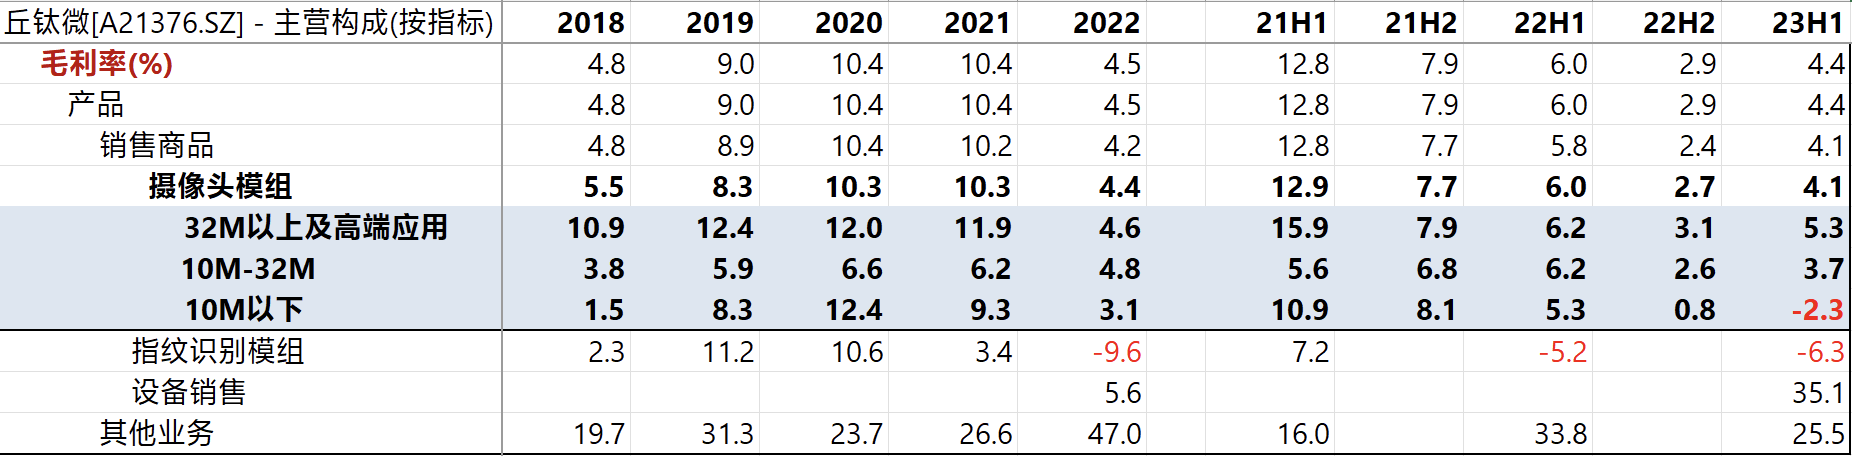 丘钛微[A21376.SZ] - 主营构成(按指标) 2018 2019 2020 2021 2022 21H1 21H2 22H1 22H2 23H1
毛利率(%) 4.8 9.0 10.4 10.4 4.5 12.8 7.9 6.0 2.9 4.4
产品 4.8 9.0 10.4 10.4 4.5 12.8 7.9 6.0 2.9 4.4
销售商品 4.8 8.9 10.4 10.2 4.2 12.8 7.7 5.8 2.4 4.1
摄像头模组 5.5 8.3 10.3 10.3 4.4 12.9 7.7 6.0 2.7 4.1
32M以上及高端应用 10.9 12.4 12.0 11.9 4.6 15.9 7.9 6.2 3.1 5.3
10M-32M 3.8 5.9 6.6 6.2 4.8 5.6 6.8 6.2 2.6 3.7
10M以下 1.5 8.3 12.4 9.3 3.1 10.9 8.1 5.3 0.8 -2.3
指纹识别模组 2.3 11.2 10.6 3.4 -9.6 7.2 -5.2 -6.3
设备销售 5.6 35.1
其他业务 19.7 31.3 23.7 26.6 47.0 16.0 33.8 25.5